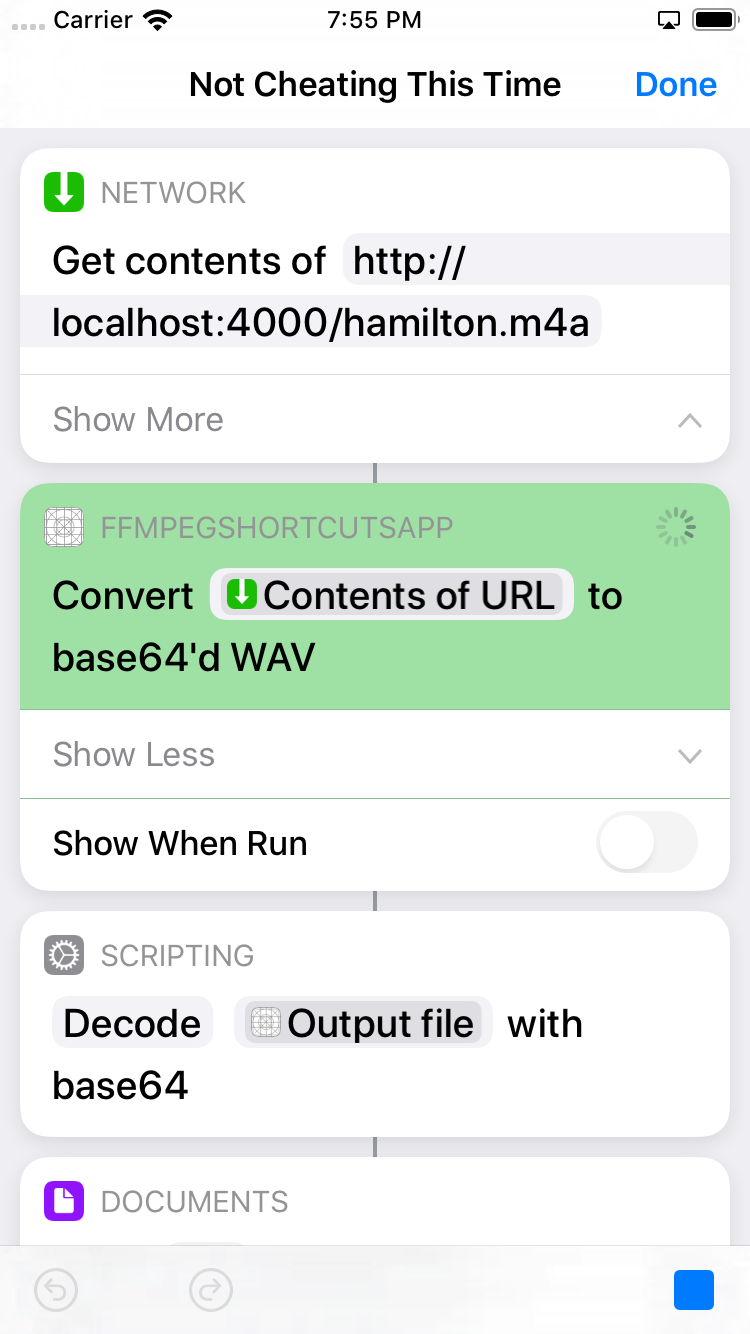 Carrier 7:55 PM
Not Cheating This Time Done
NETWORK
Get contents of http://
localhost:4000/hamilton.m4a
Show More
FFMPEGSHORTCUTSAPP
Convert Contents of URL to
base64'd WAV
Show Less
Show When Run
SCRIPTING
Decode Output file with
base64
DOCUMENTS